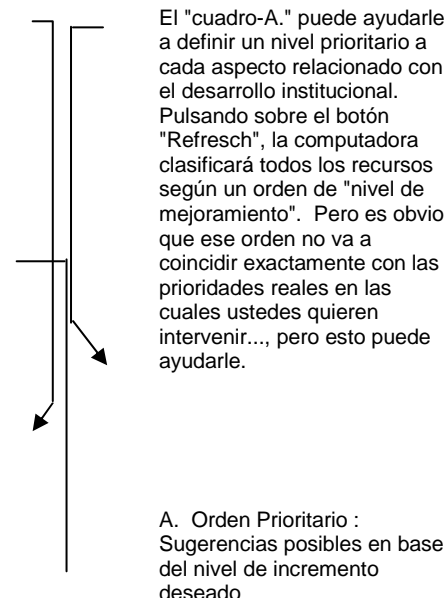 El "cuadro-A." puede ayudarle
a definir un nivel prioritario a
cada aspecto relacionado con
el desarrollo institucional.
Pulsando sobre el botón
"Refresch", la computadora
clasificará todos los recursos
según un orden de "nivel de
mejoramiento".  Pero es obvio
que ese orden no va a
coincidir exactamente con las
prioridades reales en las
cuales ustedes quieren
intervenir..., pero esto puede
ayudarle.
A.  Orden Prioritario :
Sugerencias posibles en base
del nivel de incremento
deseado